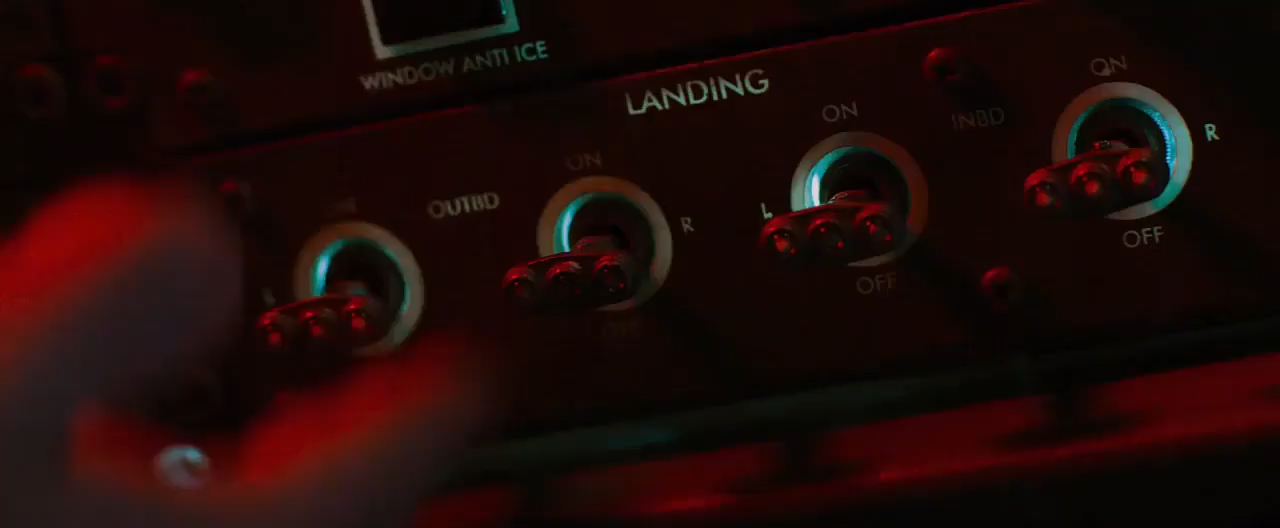 WINDOW ANTI ICE
LANDING
ON
OUTBD
R
ON
L
OFF
INBD
ON
R
OFF